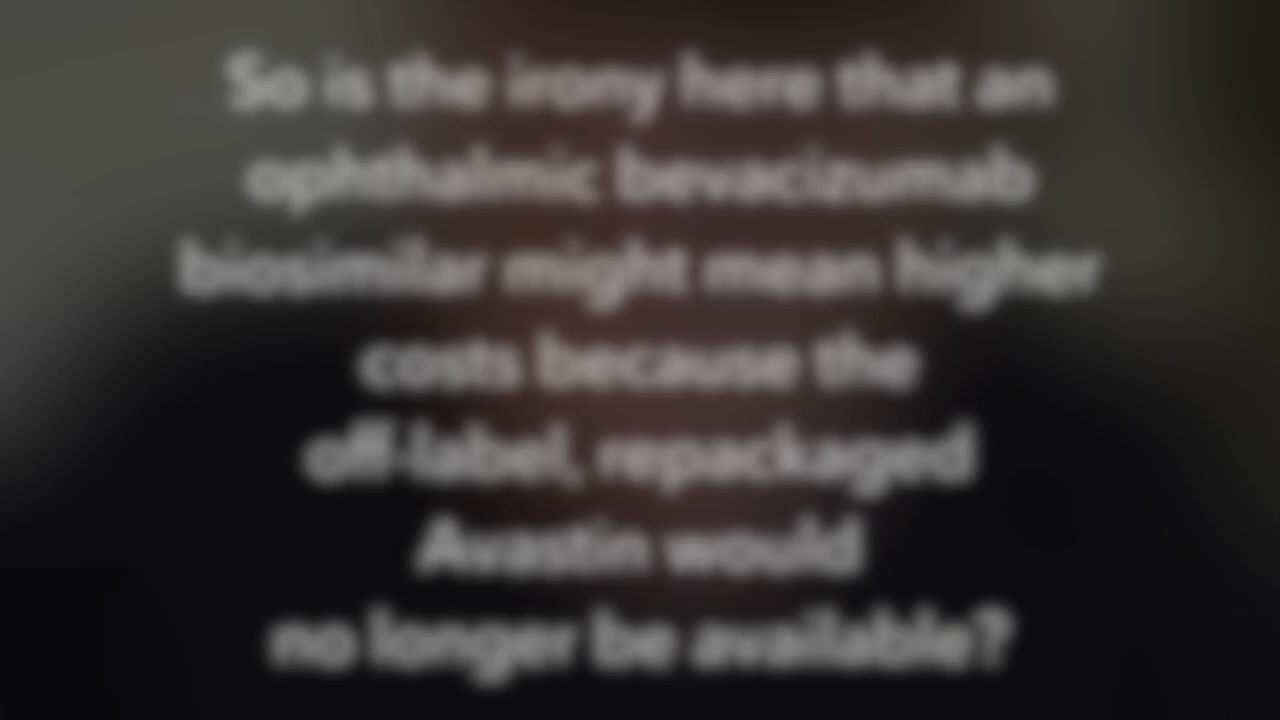 So is the irony here that an
ophthalmic bevacizumab
biosimilar might mean higher
costs because the
off-label, repackaged
Avastin would
no longer be available?